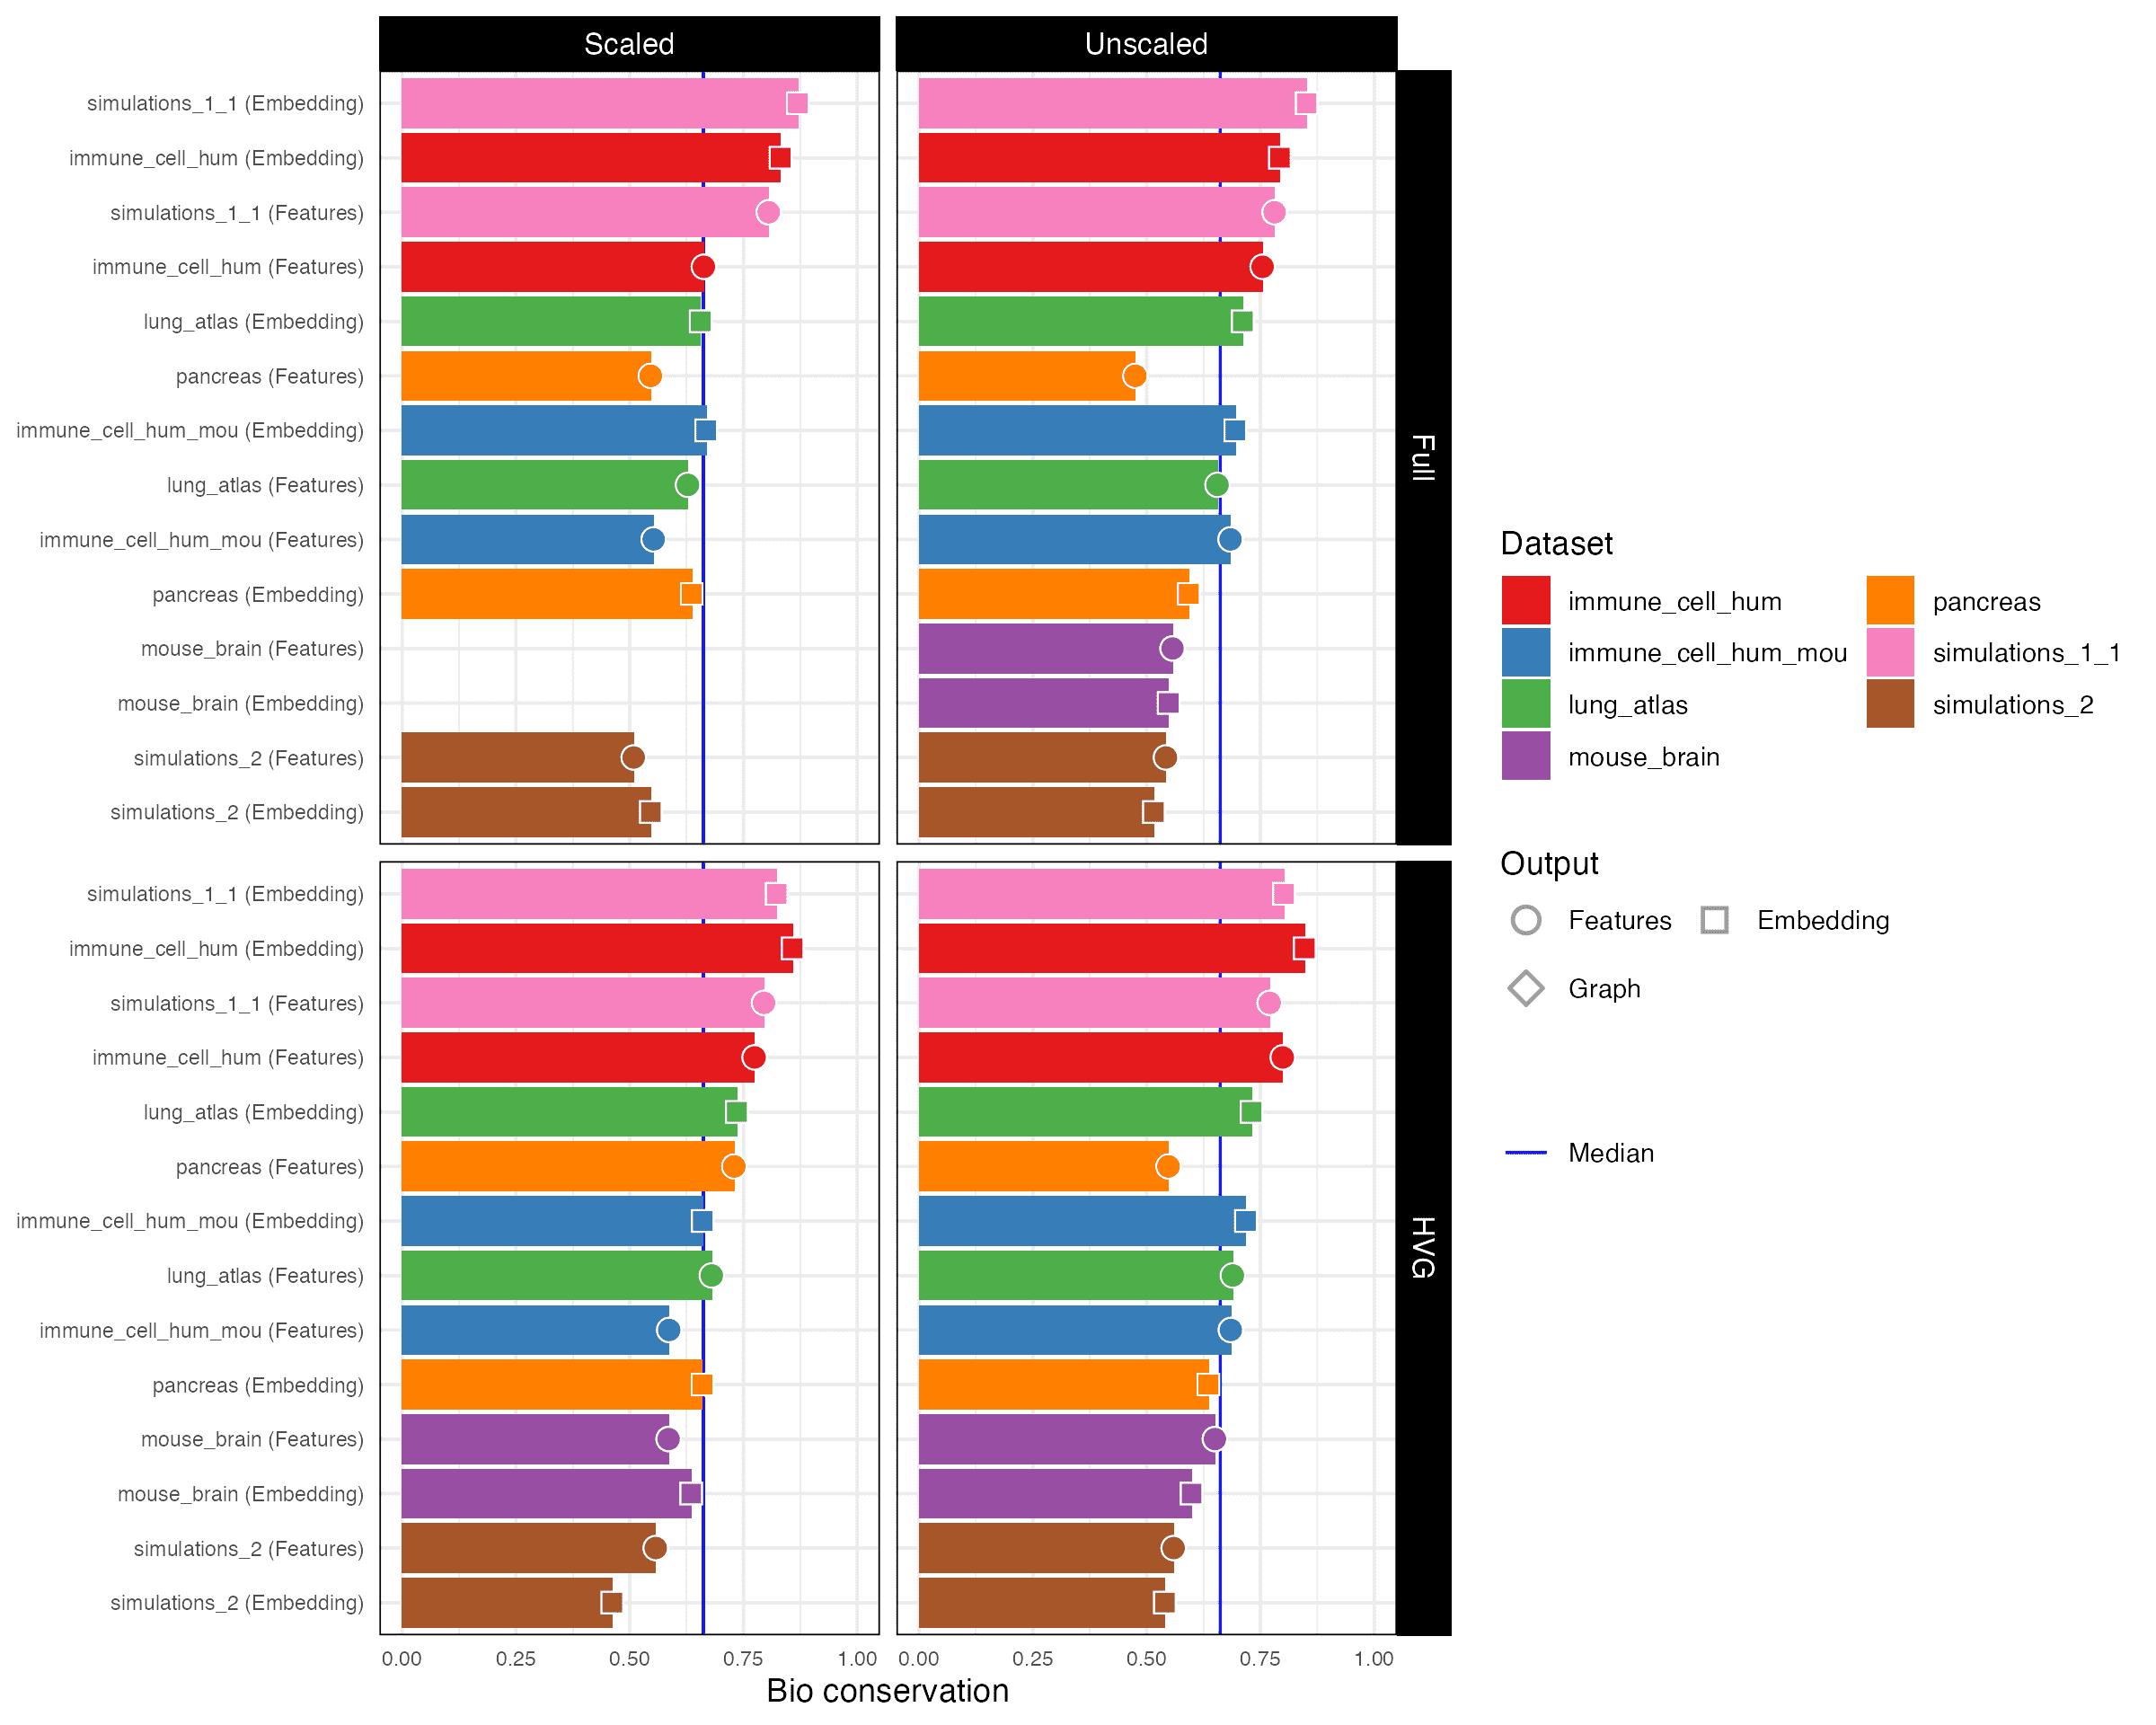 Scaled
Unscaled
simulations_1_1 (Embedding)
immune_cell_hum (Embedding)
simulations_1_1 (Features)
immune_cell_hum (Features)
lung_atlas (Embedding)
pancreas (Features)
immune_cell_hum_mou (Embedding)
lung_atlas (Features)
immune_cell_hum_mou (Features)
pancreas (Embedding)
mouse_brain (Features)
mouse_brain (Embedding)
simulations_2 (Features)
simulations_2 (Embedding)
Full
simulations_1_1 (Embedding)
immune_cell_hum (Embedding)
simulations_1_1 (Features)
immune_cell_hum (Features)
lung_atlas (Embedding)
pancreas (Features)
immune_cell_hum_mou (Embedding)
lung_atlas (Features)
immune_cell_hum_mou (Features)
pancreas (Embedding)
mouse_brain (Features)
mouse_brain (Embedding)
simulations_2 (Features)
simulations_2 (Embedding)
HVG
0.00 0.25 0.50 0.75 1.00
0.00 0.25 0.50 0.75 1.00
Bio conservation
Dataset
immune_cell_hum
immune_cell_hum_mou
lung_atlas
mouse_brain
pancreas
simulations_1_1
simulations_2
Output
Features
Embedding
Graph
Median